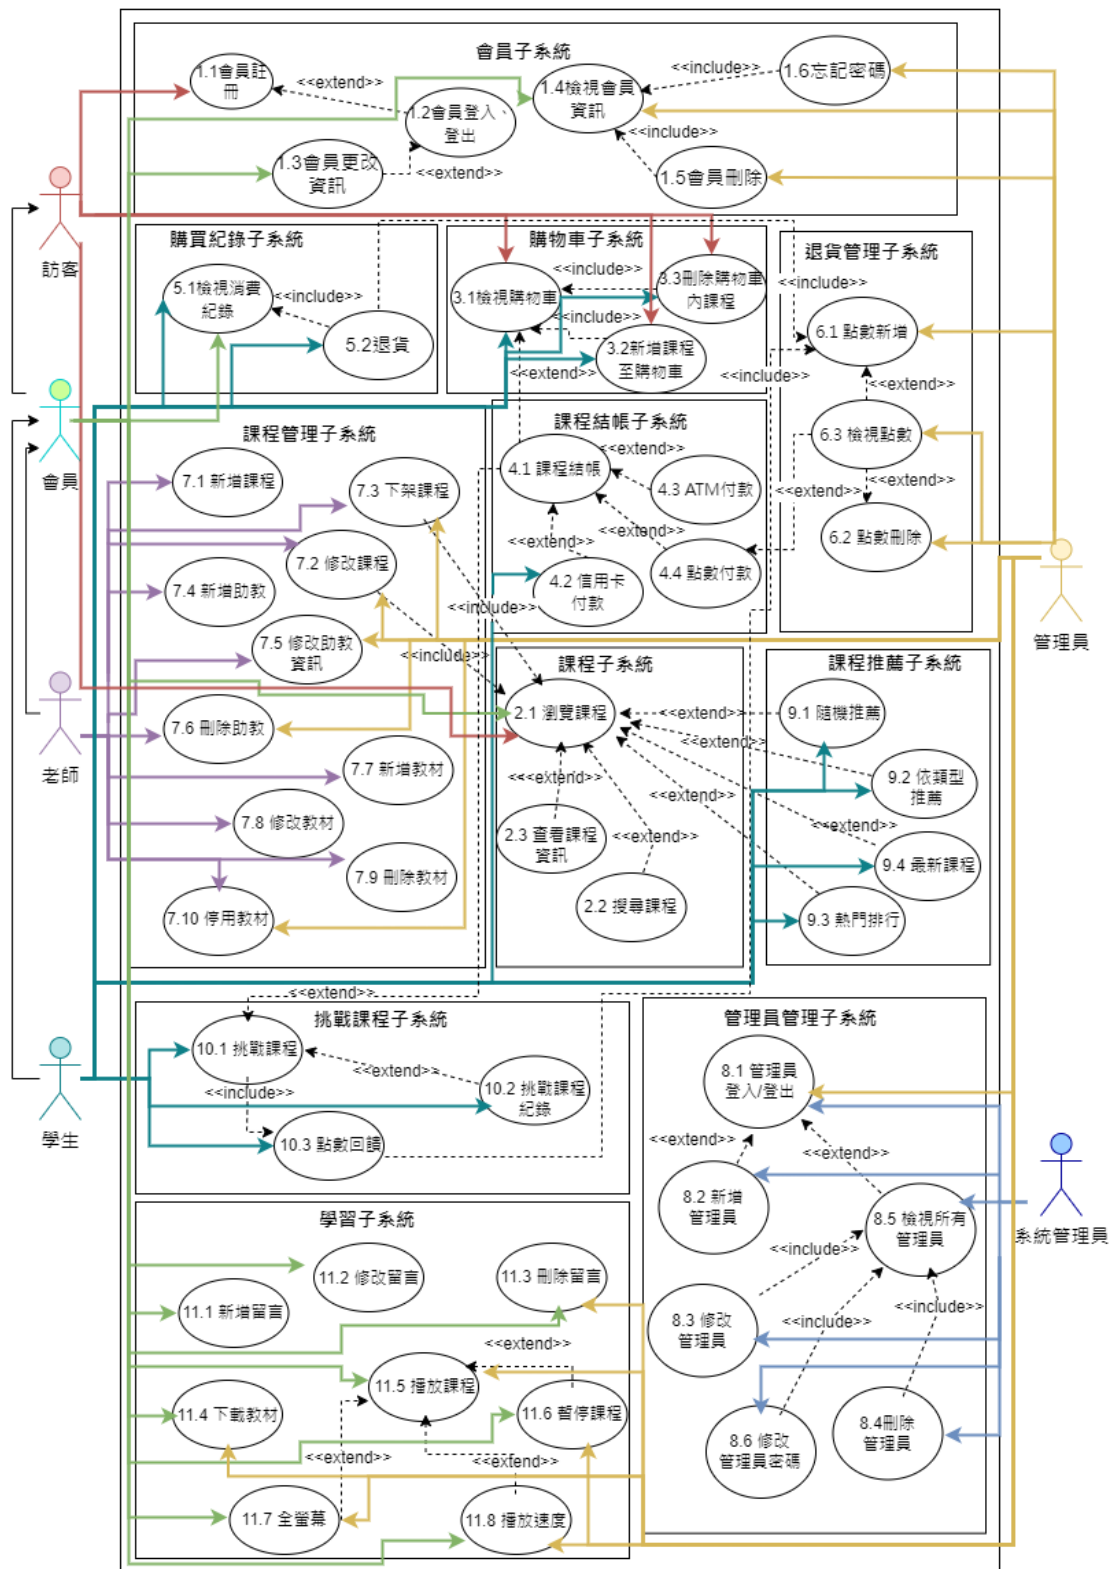 會員子系統
1.1會員註
冊
<<extend>>
1.2會員登入、
登出
1.3會員更改
資訊
<<extend>>
1.4檢視會員
資訊
<<include>>
1.6忘記密碼
<<include>>
1.5會員刪除
訪客
購買紀錄子系統
5.1檢視消費
紀錄
<<include>>
5.2退貨
購物車子系統
3.1檢視購物車
<<include>>
3.3刪除購物車
內課程
<<include>>
3.2新增課程
至購物車
<<extend>>
退貨管理子系統
<<include>>
6.1 點數新增
<<include>>
<<extend>>
6.3 檢視點數
<<extend>>
<<extend>>
6.2 點數刪除
會員
課程管理子系統
7.1 新增課程
7.3 下架課程
7.2 修改課程
7.4 新增助教
7.5 修改助教
資訊
7.6 刪除助教
7.7 新增教材
7.8 修改教材
7.9 刪除教材
7.10 停用教材
<<include>>
<<include>>
課程結帳子系統
4.1 課程結帳
<<extend>>
4.3 ATM付款
<<extend>>
<<extend>>
4.2 信用卡
付款
4.4 點數付款
管理員
老師
課程子系統
2.1 瀏覽課程
<<extend>>
2.3 查看課程
資訊
<<extend>>
2.2 搜尋課程
課程推薦子系統
<<extend>>
9.1 隨機推薦
<<extend>>
9.2 依類型
推薦
<<extend>>
<<extend>>
9.4 最新課程
9.3 熱門排行
學生
<<extend>>
挑戰課程子系統
10.1 挑戰課程
<<extend>>
<<include>>
10.2 挑戰課程
紀錄
10.3 點數回饋
管理員管理子系統
8.1 管理員
登入/登出
<<extend>>
<<extend>>
8.2 新增
管理員
8.5 檢視所有
管理員
<<include>>
<<include>>
<<include>>
8.3 修改
管理員
8.4刪除
管理員
8.6 修改
管理員密碼
系統管理員
學習子系統
11.1 新增留言
11.2 修改留言
11.3 刪除留言
<<extend>>
11.5 播放課程
11.4 下載教材
11.6 暫停課程
<<extend>>
<<extend>>
11.7 全螢幕
11.8 播放速度